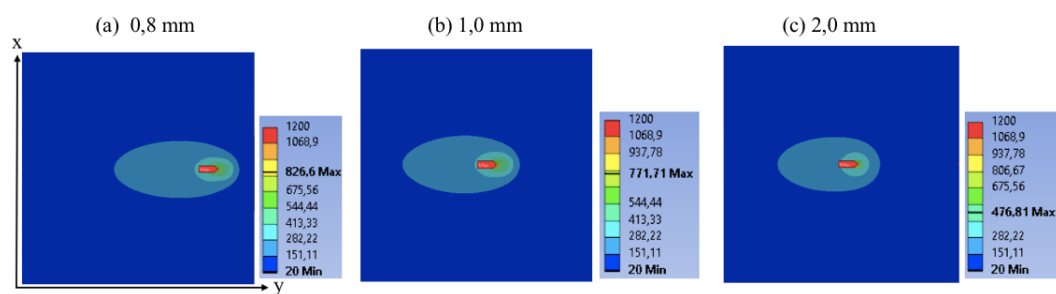 (a) 0,8 mm
(b) 1,0 mm
(c) 2,0 mm
x
y
1200
1068,9
826,6 Max
675,56
544,44
413,33
282,22
151,11
20 Min
1200
1068,9
937,78
771,71 Max
544,44
413,33
282,22
151,11
20 Min
1200
1068,9
937,78
806,67
675,56
476,81 Max
282,22
151,11
20 Min